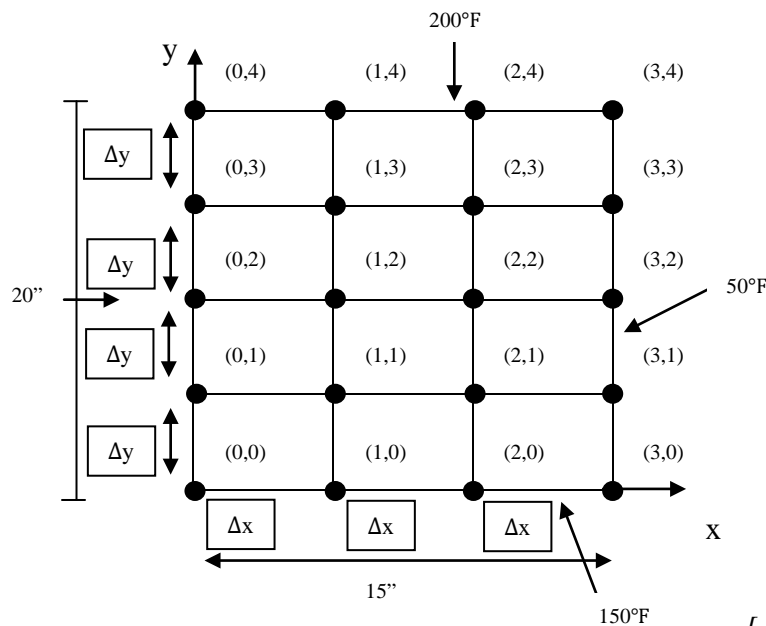 200°F
y
(0,4) (1,4) (2,4) (3,4)
Δy
(0,3) (1,3) (2,3) (3,3)
Δy
(0,2) (1,2) (2,2) (3,2)
20”
50°F
Δy
(0,1) (1,1) (2,1) (3,1)
Δy
(0,0) (1,0) (2,0) (3,0)
Δx Δx Δx
x
15”
150°F